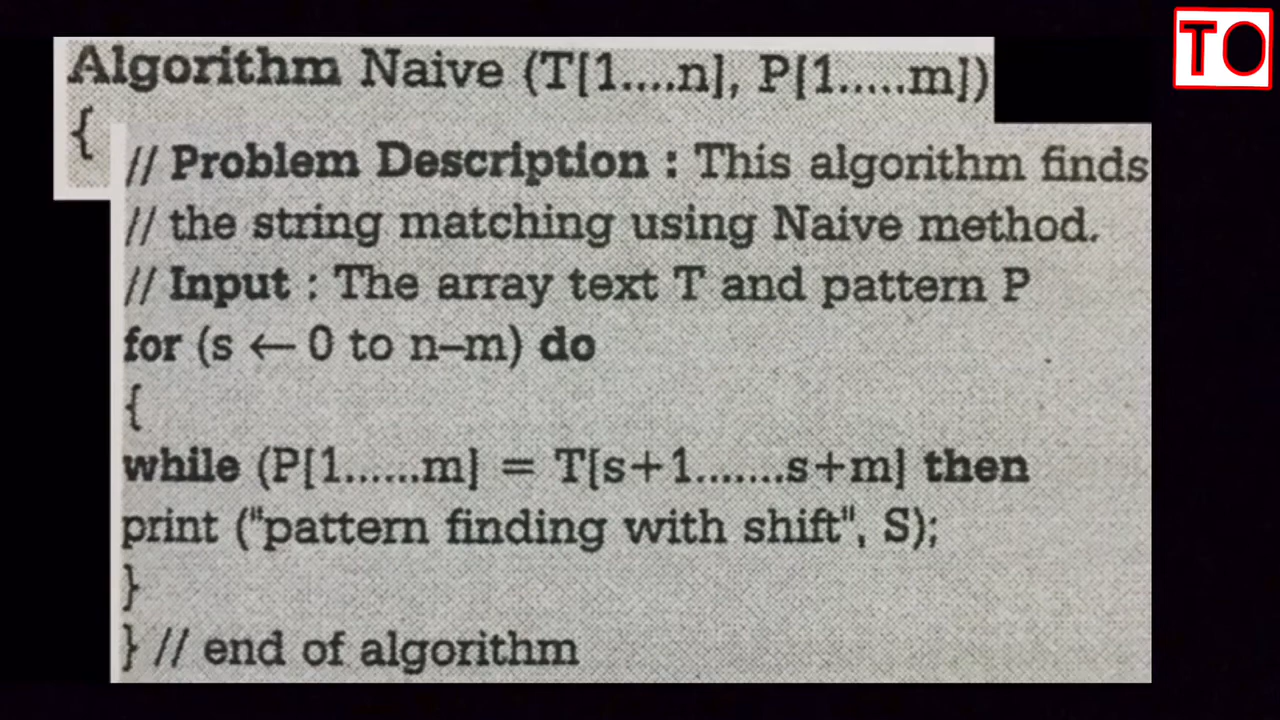 TO
Algorithm Naive (T[1....n], P[1.....m])
{
// Problem Description : This algorithm finds
// the string matching using Naive method.
// Input : The array text T and pattern P
for (s ← 0 to n–m) do
{
while (P[1......m] = T[s+1.......s+m] then
print ("pattern finding with shift", S);
}
} // end of algorithm